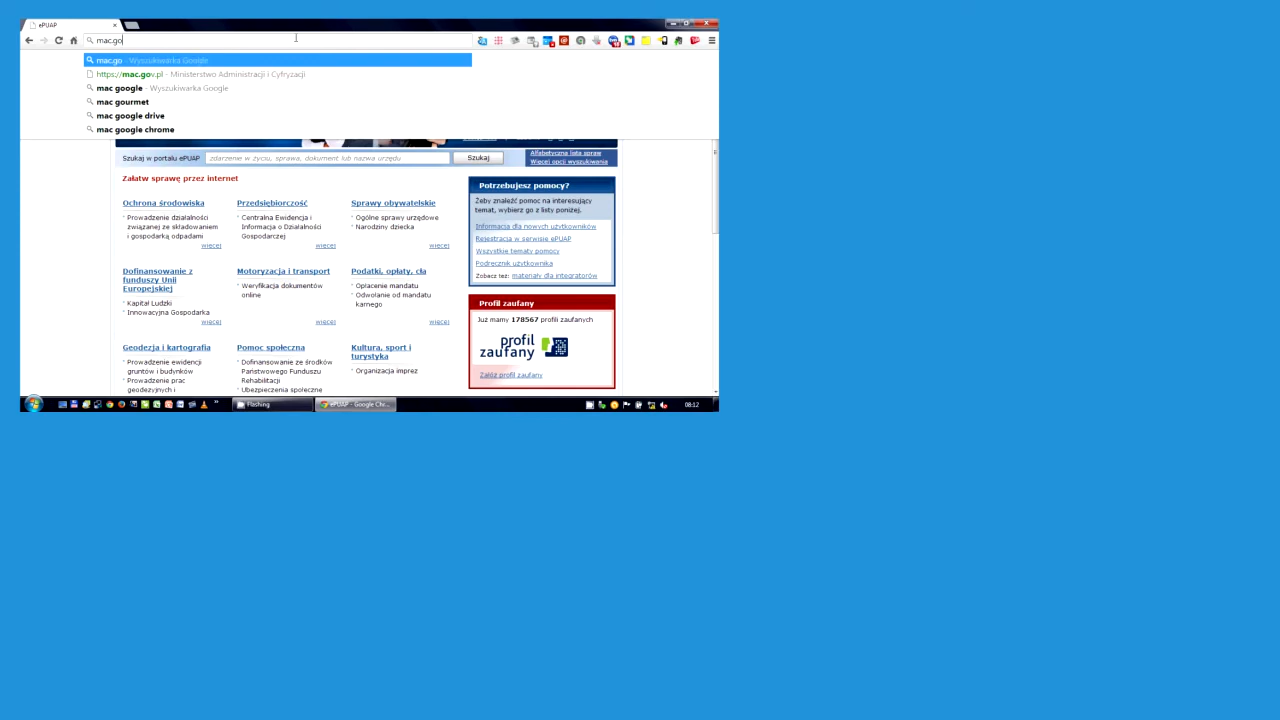 ePUAP
mac.go
mac.go - Wyszukiwarka Google
https://mac.gov.pl - Ministerstwo Administracji i Cyfryzacji
mac google - Wyszukiwarka Google
mac gourmet
mac google drive
mac google chrome
Szukaj w portalu ePUAP
zdarzenie w życiu, sprawa, dokument lub nazwa urzędu
Szukaj
Alfabetyczna lista spraw
Więcej opcji wyszukiwania
Załatw sprawę przez internet
Ochrona środowiska
Prowadzenie działalności
związanej ze składowaniem
i gospodarką odpadami
więcej
Przedsiębiorczość
Centralna Ewidencja i
Informacja o Działalności
Gospodarczej
więcej
Sprawy obywatelskie
Ogólne sprawy urzędowe
Narodziny dziecka
więcej
Dofinansowanie z
funduszy Unii
Europejskiej
Kapitał Ludzki
Innowacyjna Gospodarka
więcej
Motoryzacja i transport
Weryfikacja dokumentów
online
więcej
Podatki, opłaty, cła
Opłacenie mandatu
Odwołanie od mandatu
karnego
więcej
Geodezja i kartografia
Prowadzenie ewidencji
gruntów i budynków
Prowadzenie prac
geodezyjnych i
Pomoc społeczna
Dofinansowanie ze środków
Państwowego Funduszu
Rehabilitacji
Ubezpieczenia społeczne
Kultura, sport i
turystyka
Organizacja imprez
Potrzebujesz pomocy?
Żeby znaleźć pomoc na interesujący
temat, wybierz go z listy poniżej.
Informacja dla nowych użytkowników
Rejestracja w serwisie ePUAP
Wszystkie tematy pomocy
Podręcznik użytkownika
Zobacz też: materiały dla integratorów
Profil zaufany
Już mamy 178567 profili zaufanych
profil
zaufany
Załóż profil zaufany
Flashing
ePUAP - Google Chr...
08:12